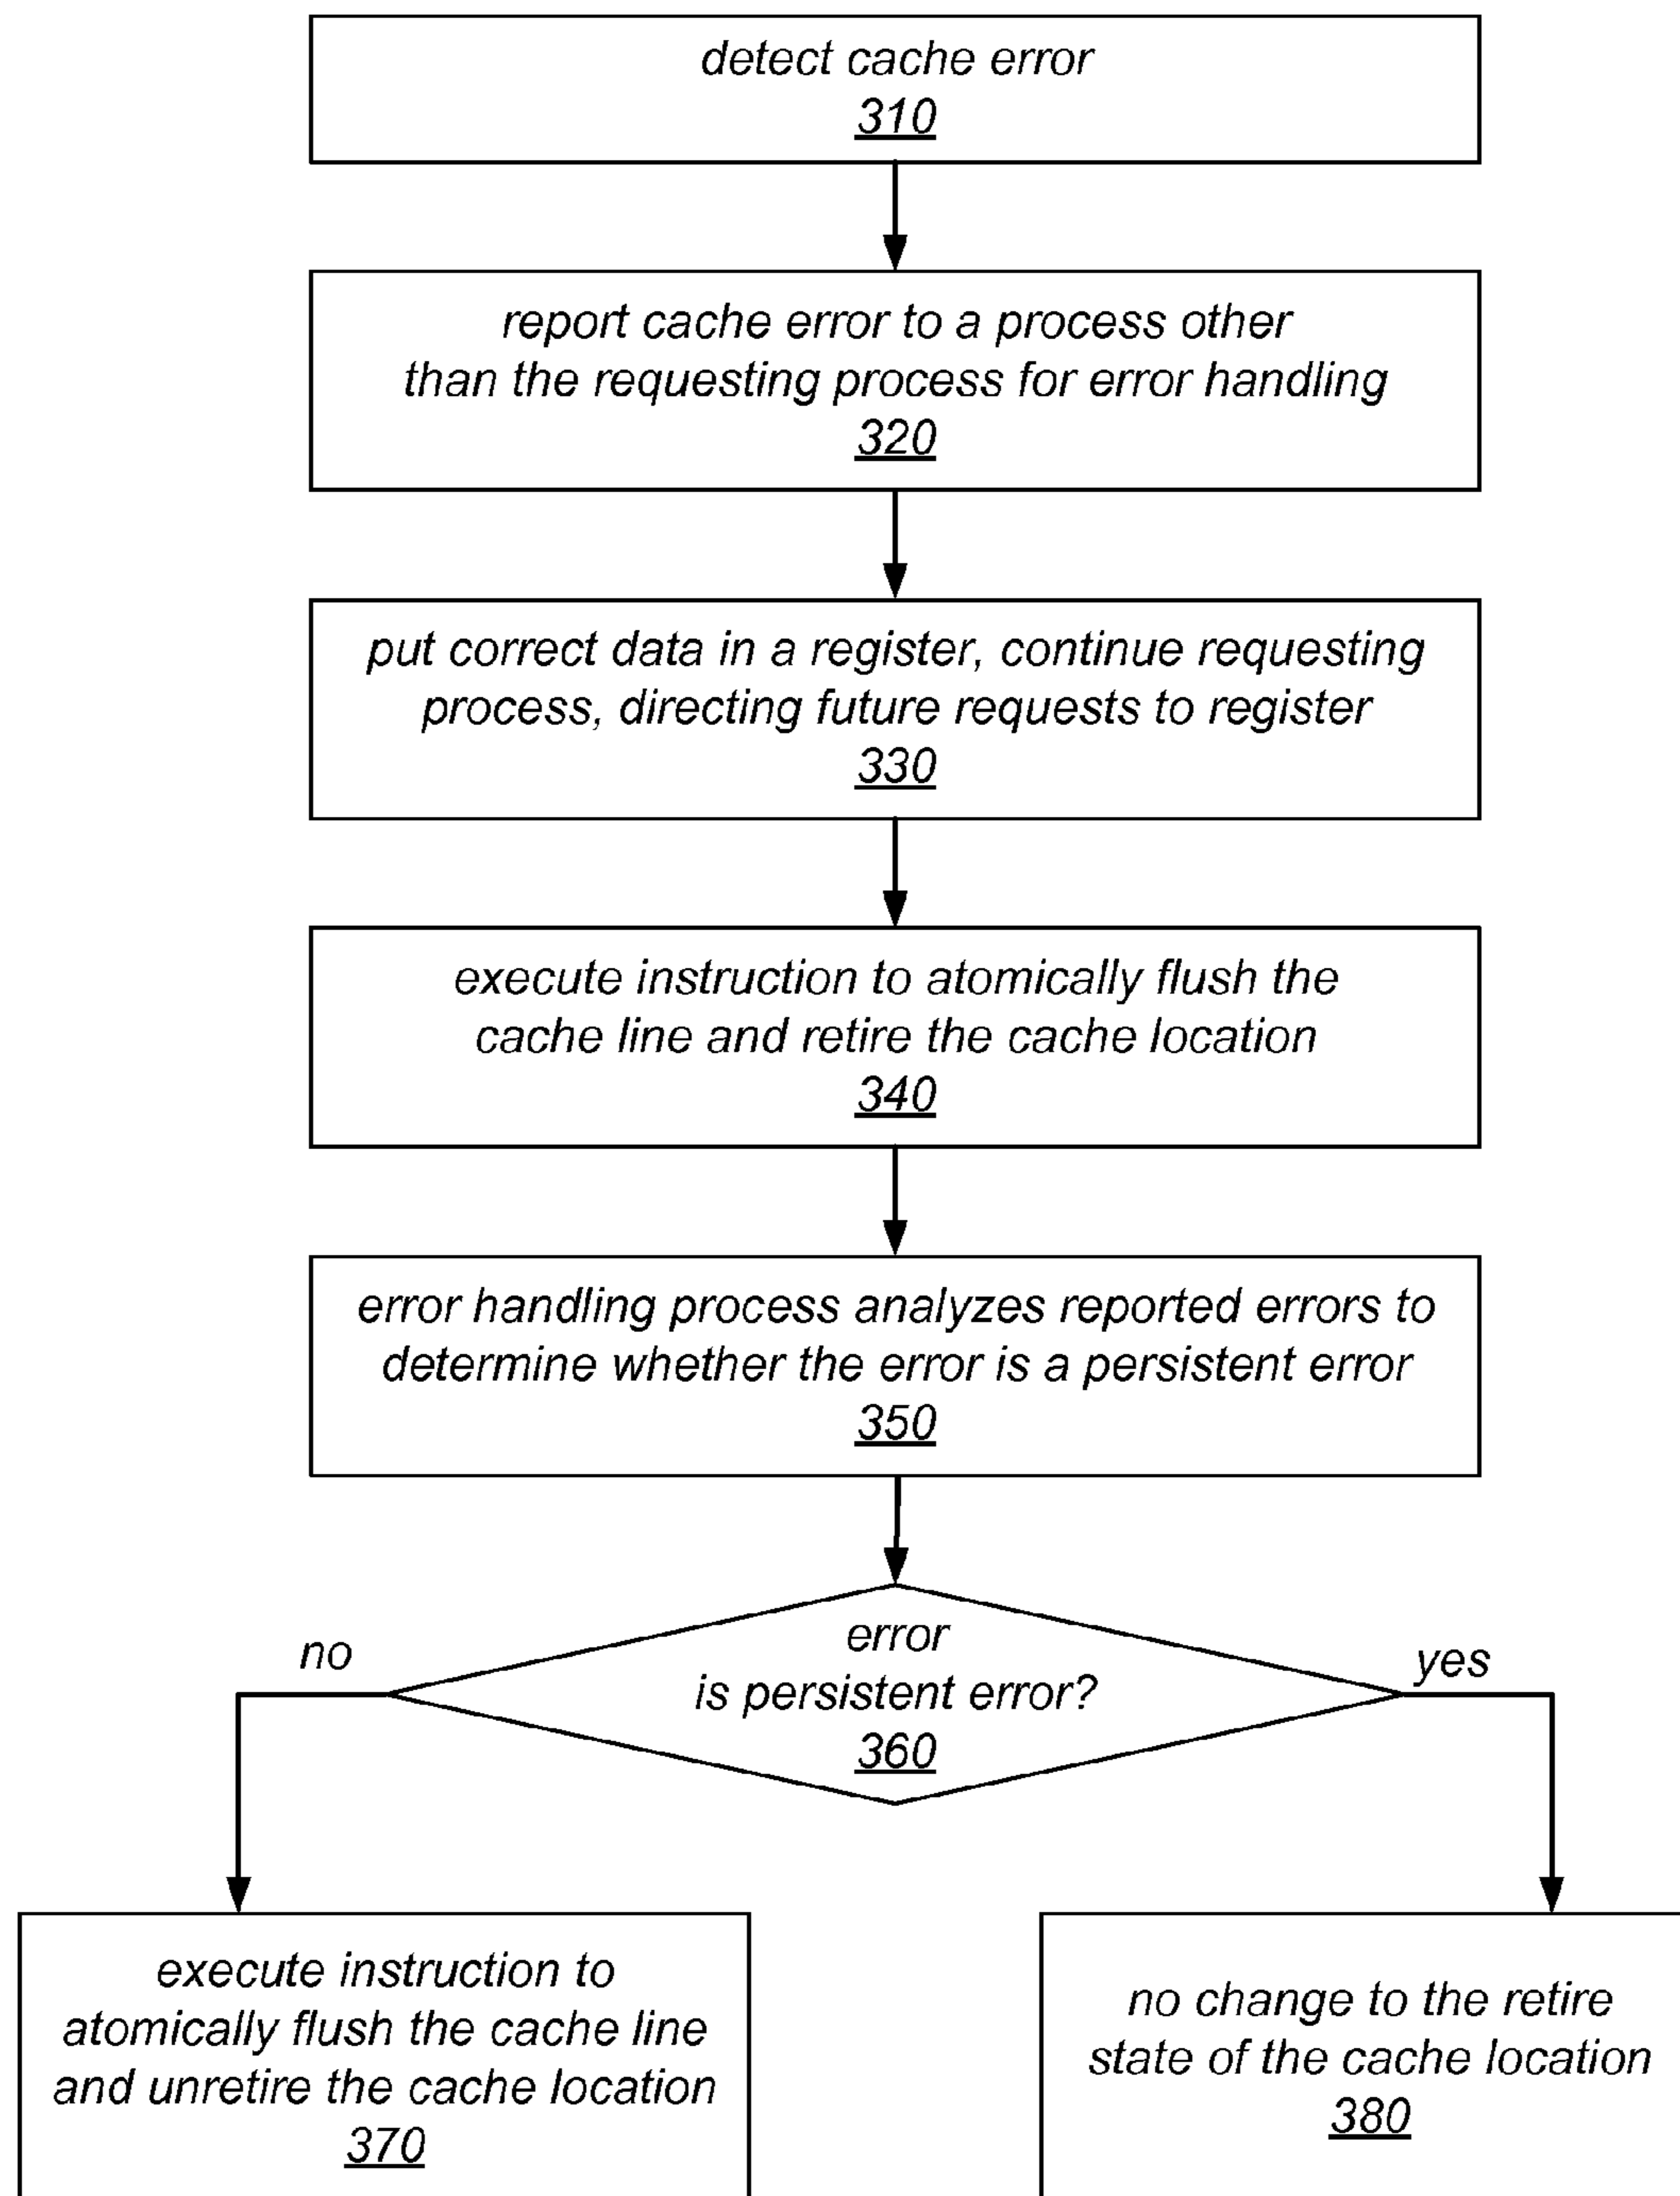 detect cache error
310
report cache error to a process other
than the requesting process for error handling
320
put correct data in a register, continue requesting
process, directing future requests to register
330
execute instruction to atomically flush the
cache line and retire the cache location
340
error handling process analyzes reported errors to
determine whether the error is a persistent error
350
error
is persistent error?
360
no
yes
execute instruction to
atomically flush the cache line
and unretire the cache location
370
no change to the retire
state of the cache location
380